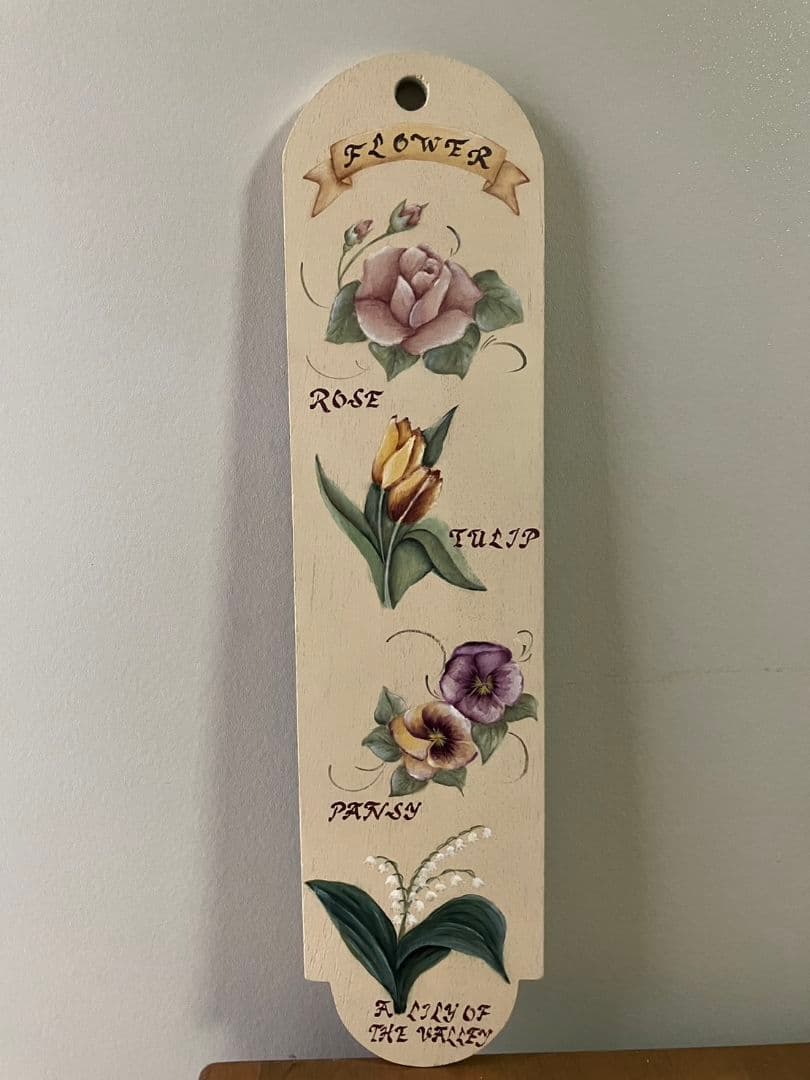 FLOWER
ROSE
TULIP
PANSY
A LILY OF
THE VALLEY